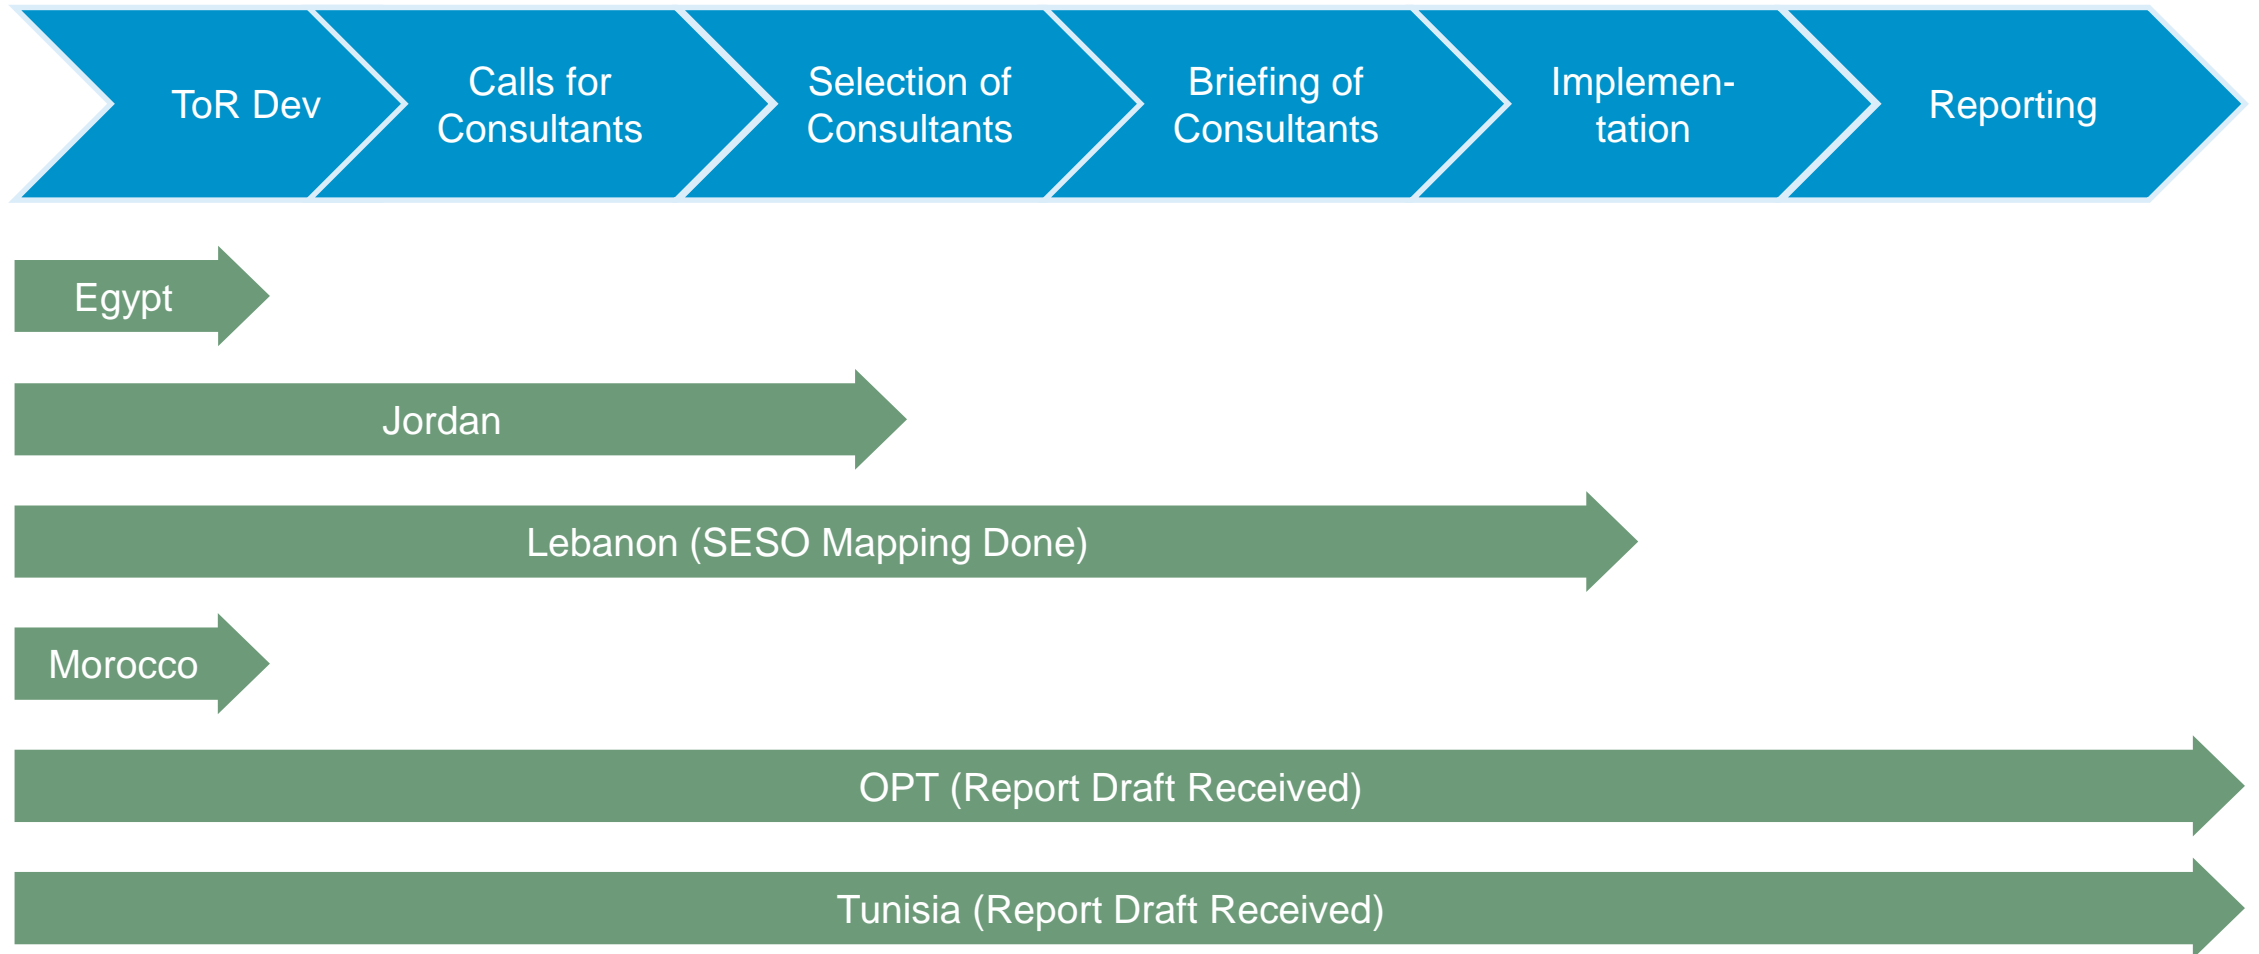 ToR Dev
Calls for
Consultants
Selection of
Consultants
Briefing of
Consultants
Implemen-
tation
Reporting
Egypt
Jordan
Lebanon (SESO Mapping Done)
Morocco
OPT (Report Draft Received)
Tunisia (Report Draft Received)